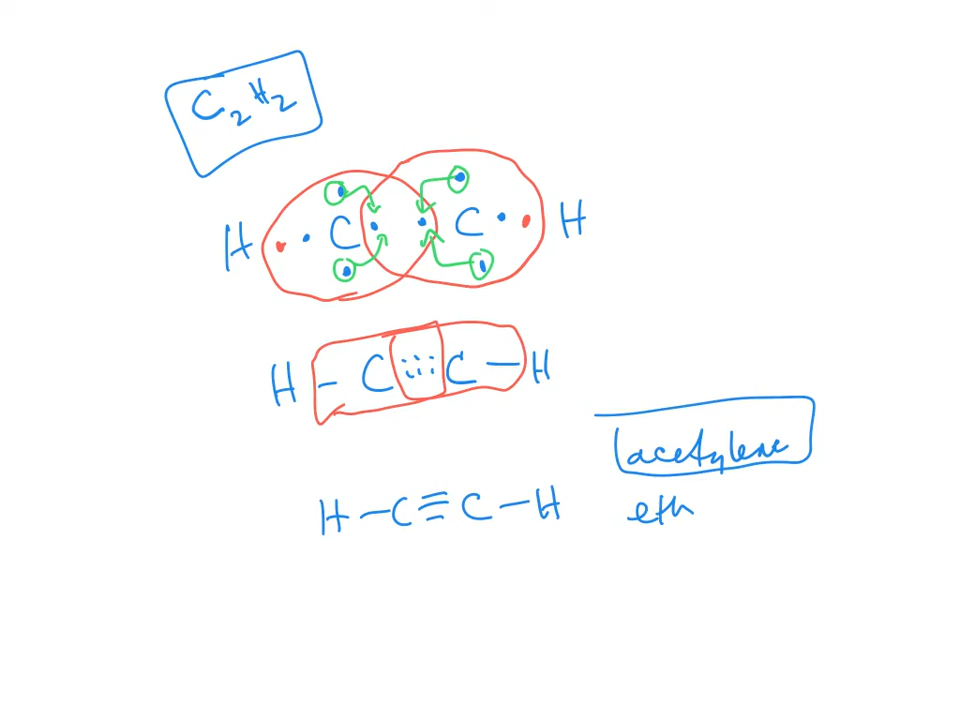 C₂H₂
H C C H
H - C ⋮⋮⋮ C — H
acetylene
H — C ≡ C — H
eth